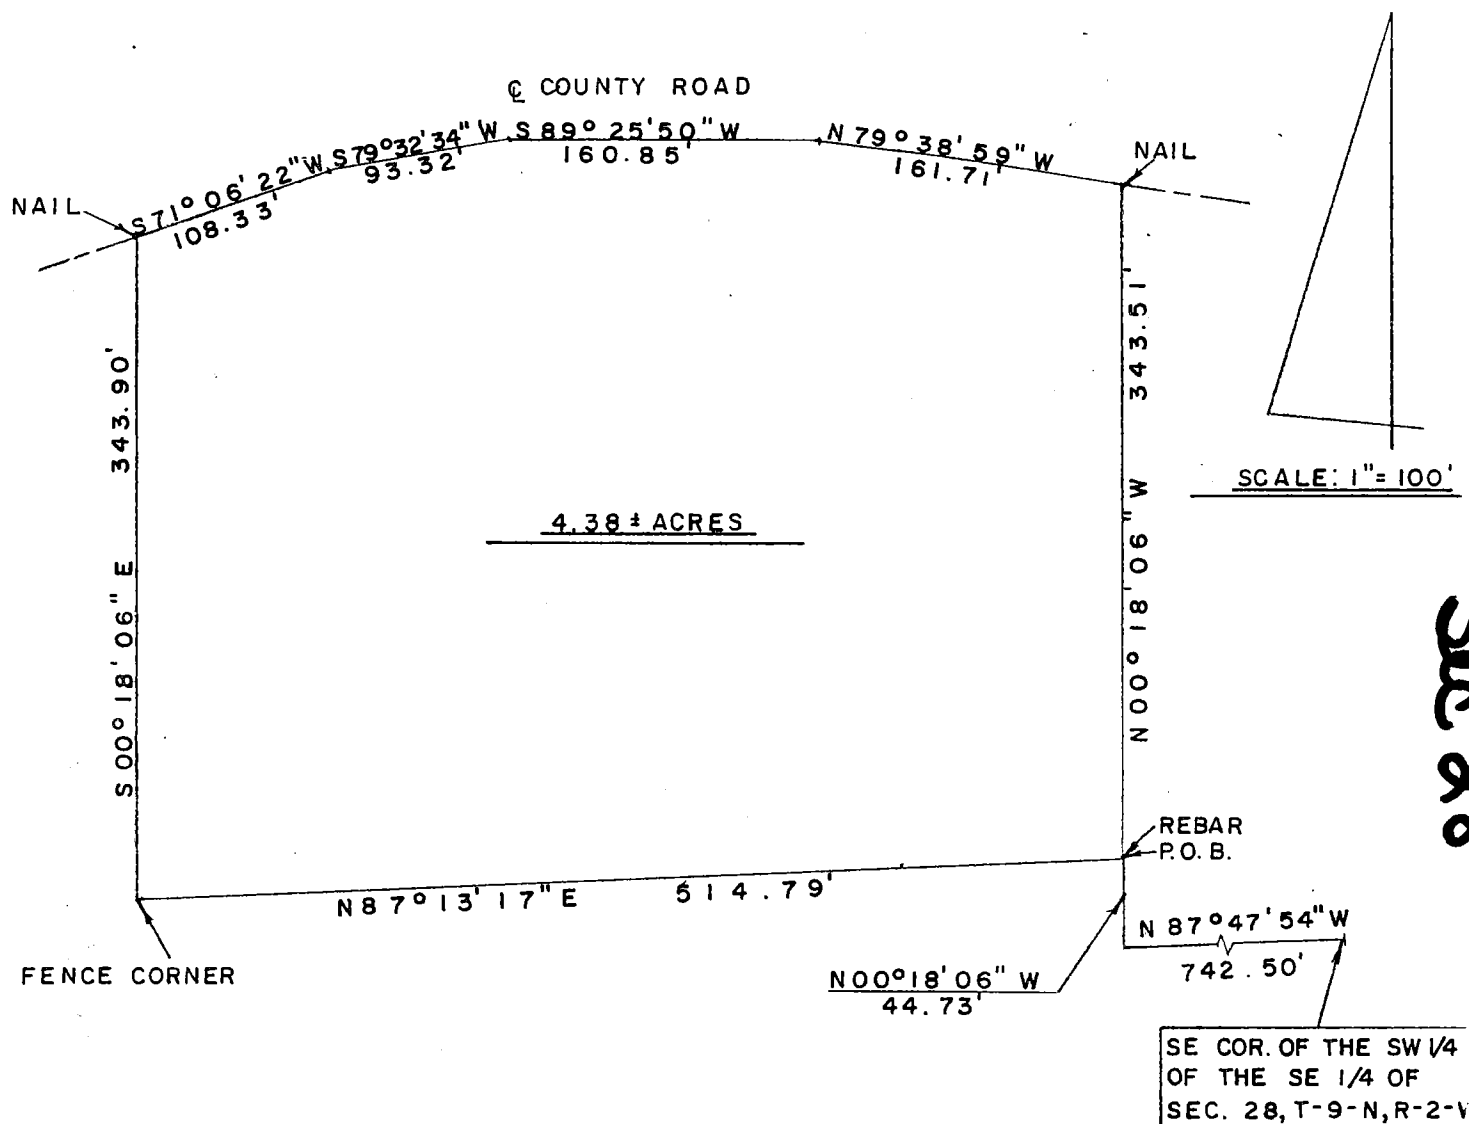 ℄ COUNTY ROAD
S 71° 06' 22" W
108.33'
S 79° 32' 34" W
93.32'
S 89° 25' 50" W
160.85'
N 79° 38' 59" W
161.71'
NAIL
NAIL
343.90'
S 00° 18' 06" E
343.51'
N 00° 18' 06" W
SCALE: 1" = 100'
4.38 ± ACRES
REBAR
P.O.B.
N 87° 13' 17" E 514.79'
FENCE CORNER
N 00° 18' 06" W
44.73'
N 87° 47' 54" W
742.50'
SE COR. OF THE SW 1/4
OF THE SE 1/4 OF
SEC. 28, T-9-N, R-2-